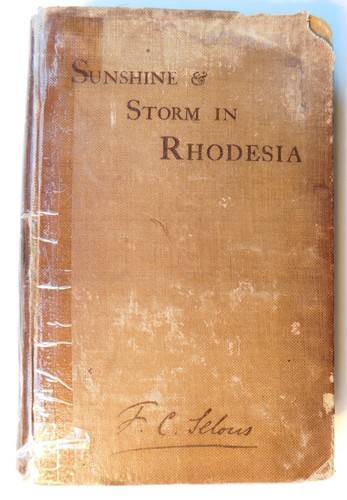 SUNSHINE &
STORM IN
RHODESIA
F. C. Selous